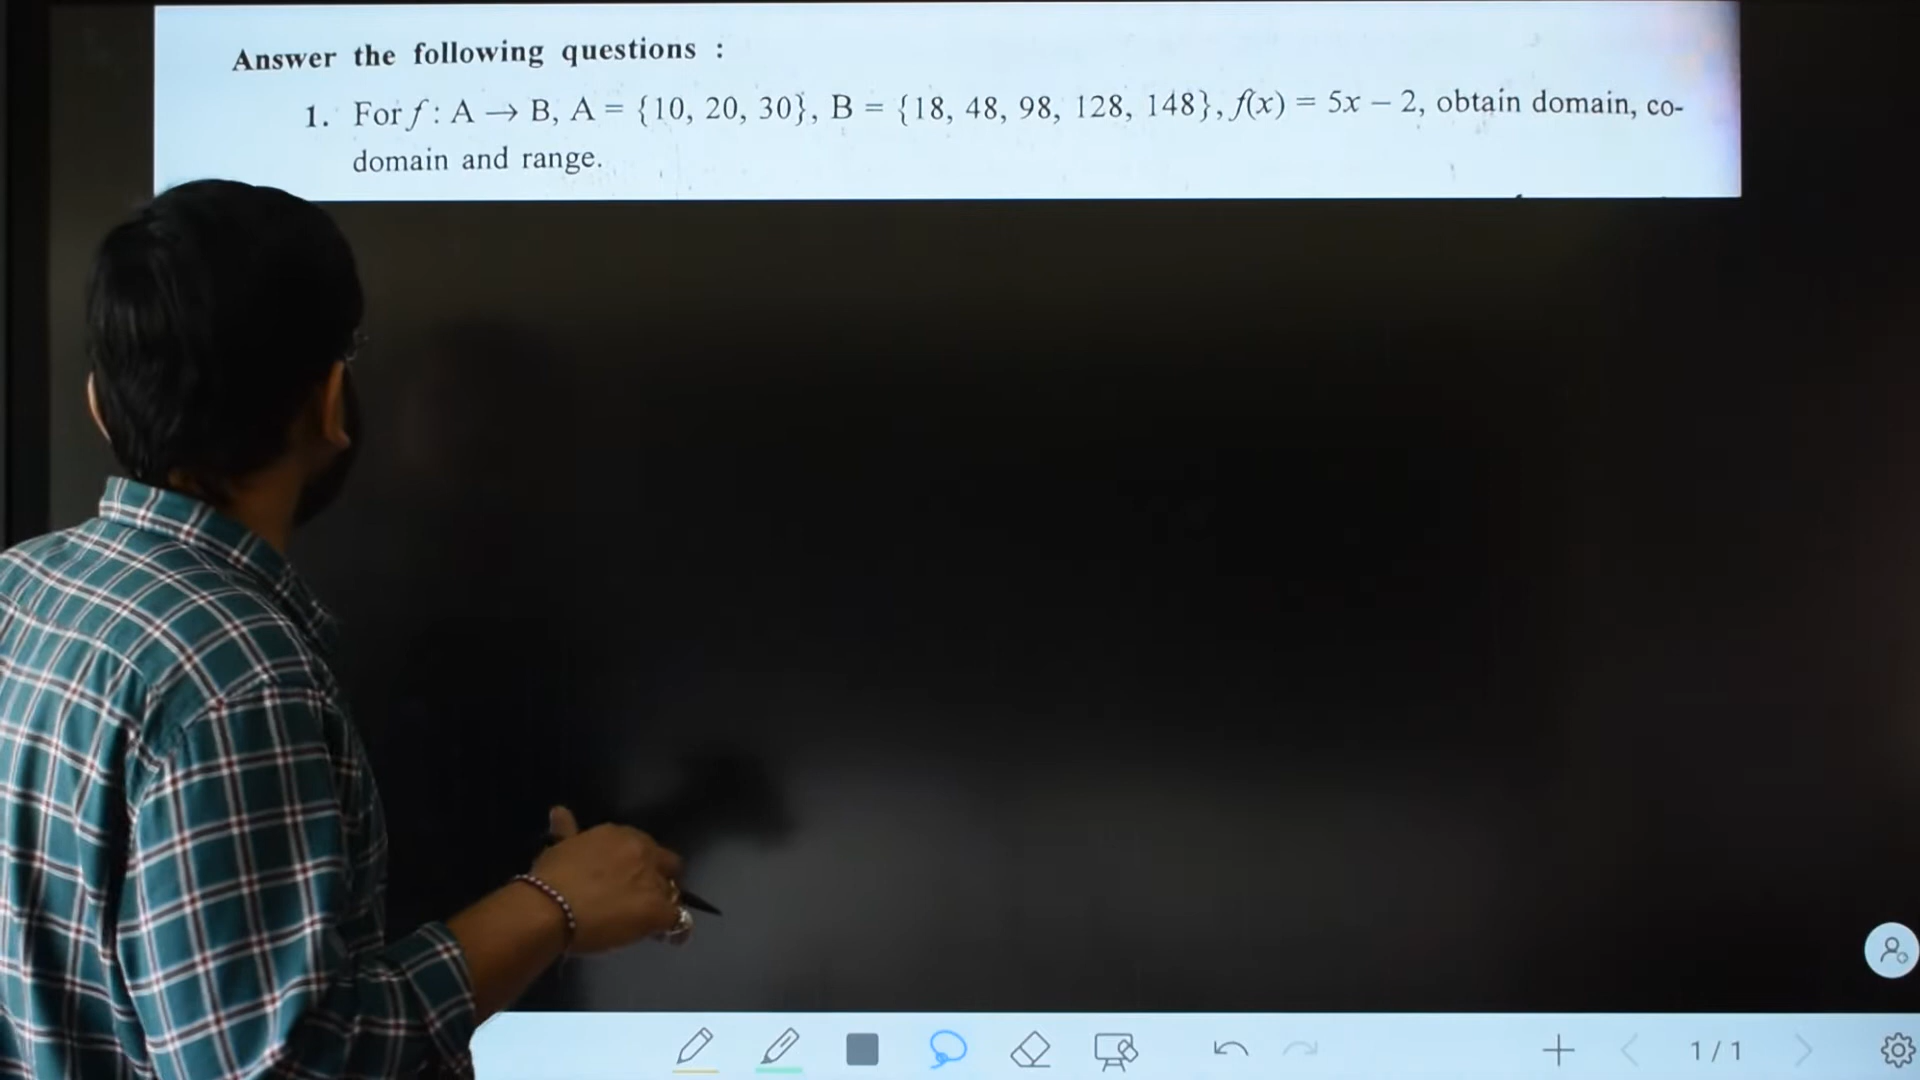 Answer the following questions :
1. For f : A → B, A = {10, 20, 30}, B = {18, 48, 98, 128, 148}, f(x) = 5x – 2, obtain domain, co-
domain and range.
1 / 1